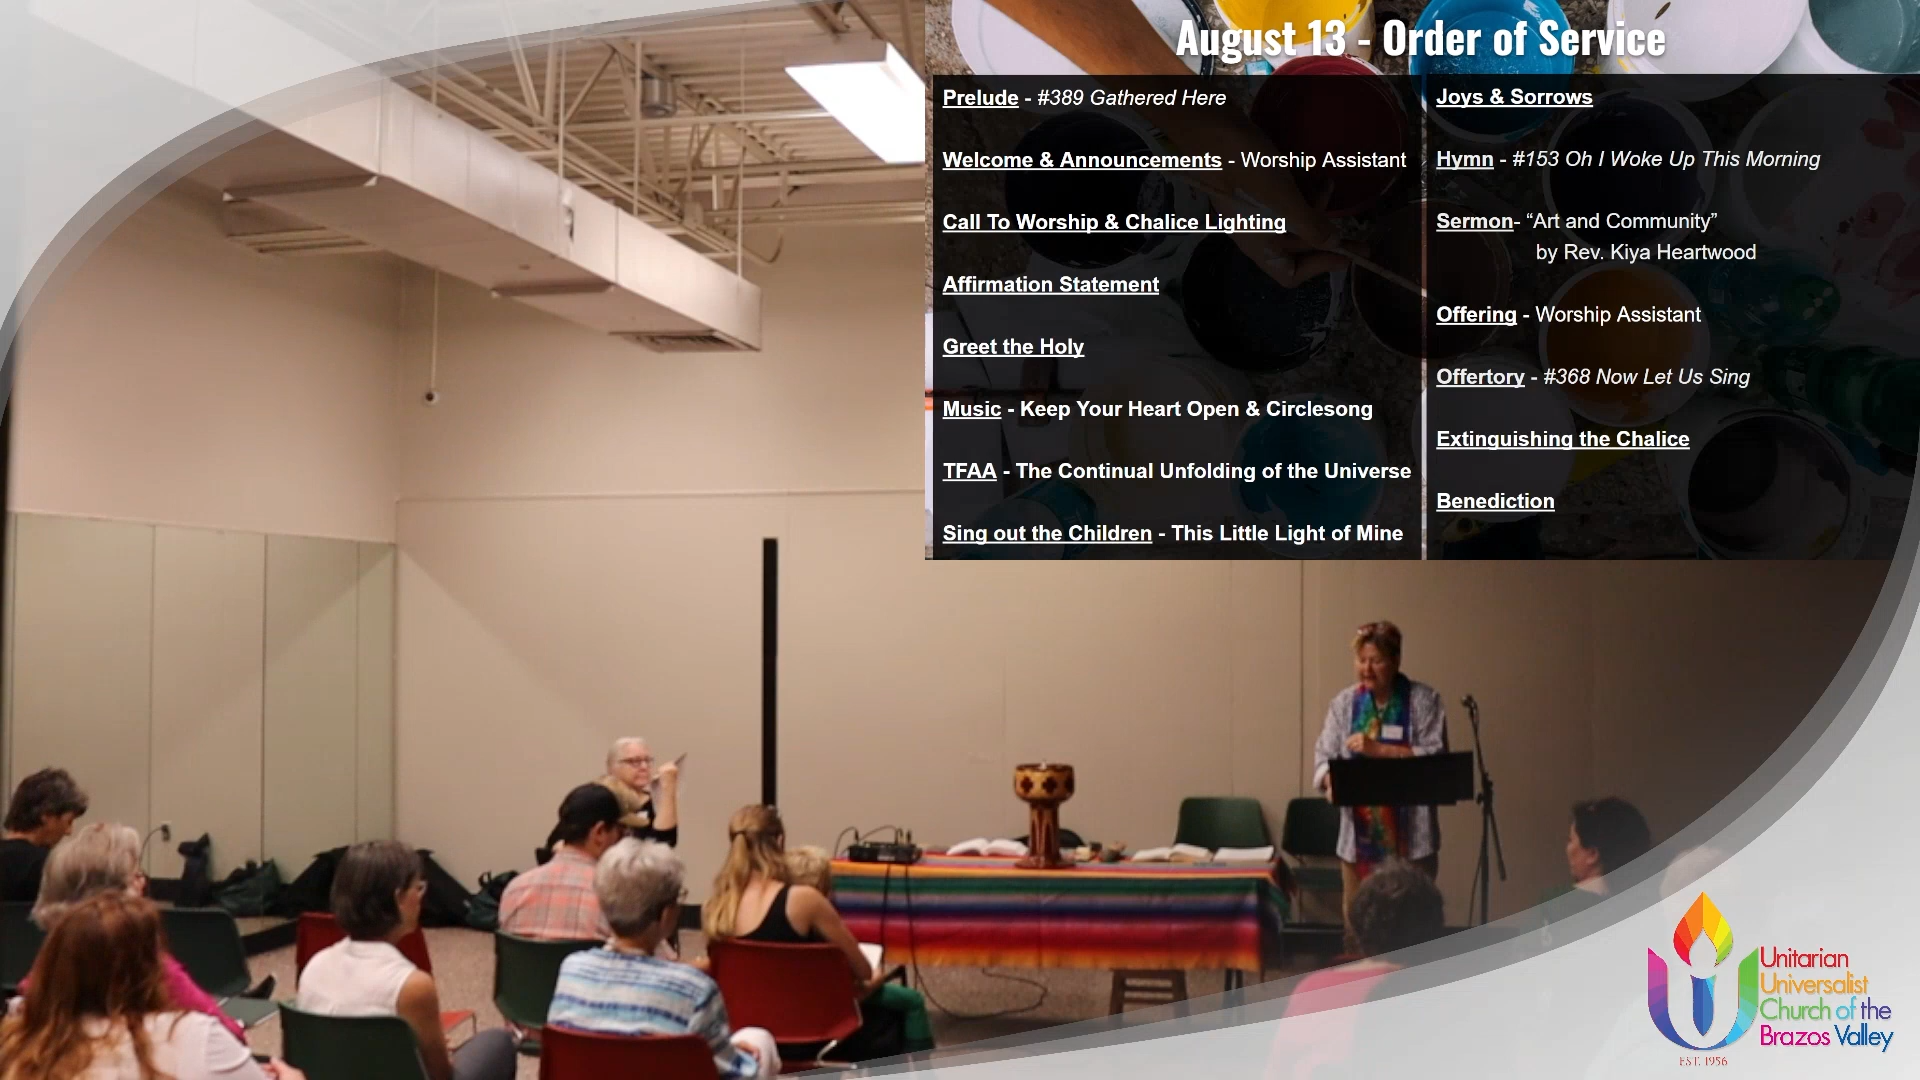 August 13 - Order of Service
Prelude - #389 Gathered Here
Welcome & Announcements - Worship Assistant
Call To Worship & Chalice Lighting
Affirmation Statement
Greet the Holy
Music - Keep Your Heart Open & Circlesong
TFAA - The Continual Unfolding of the Universe
Sing out the Children - This Little Light of Mine
Joys & Sorrows
Hymn - #153 Oh I Woke Up This Morning
Sermon- “Art and Community”
by Rev. Kiya Heartwood
Offering - Worship Assistant
Offertory - #368 Now Let Us Sing
Extinguishing the Chalice
Benediction
Unitarian
Universalist
Church of the
Brazos Valley
EST. 1956